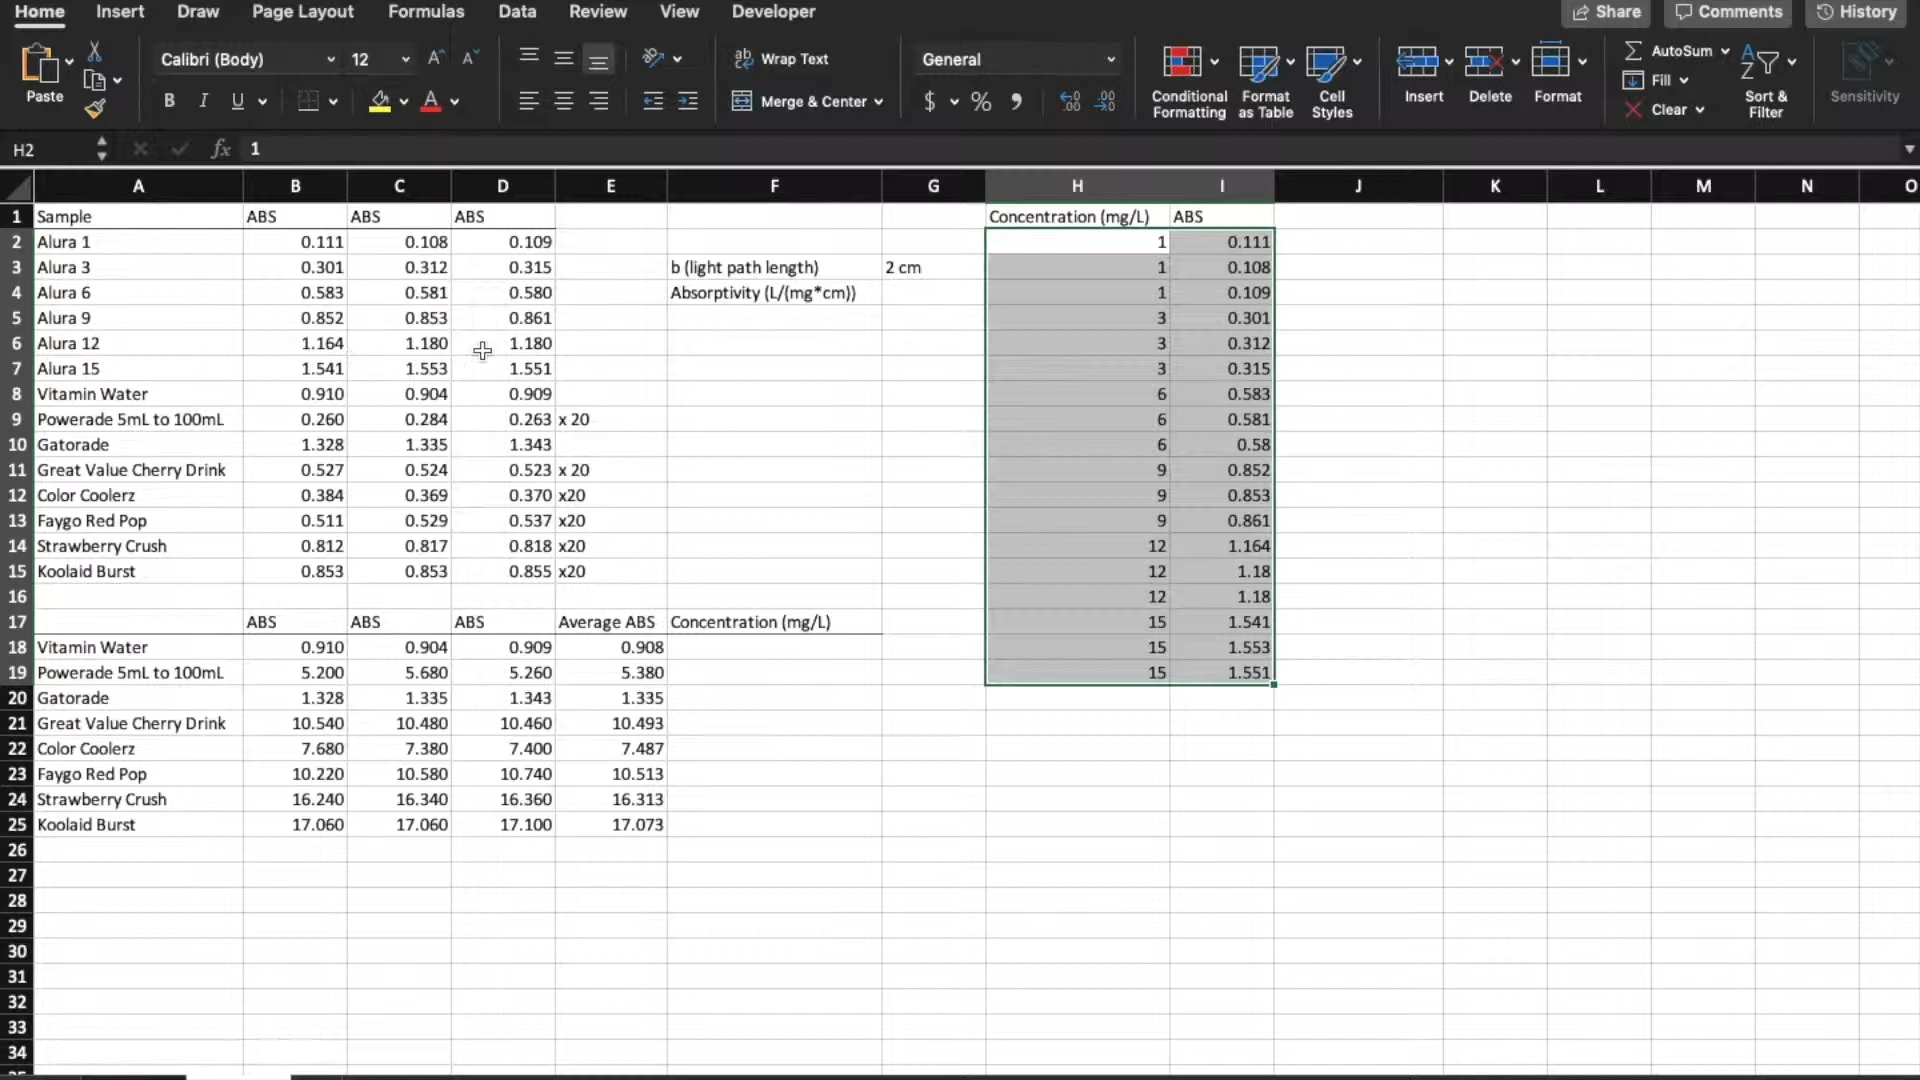 Home Insert Draw Page Layout Formulas Data Review View Developer Share Comments History
Paste Calibri (Body) 12 A A ab Wrap Text General AutoSum
Fill
B I U A Merge & Center $ % Conditional Formatting Format as Table Cell Styles Insert Delete Format Clear Sort & Filter Sensitivity
H2 fx 1
A B C D E F G H I J K L M N O
1 Sample ABS ABS ABS Concentration (mg/L) ABS
2 Alura 1 0.111 0.108 0.109 1 0.111
3 Alura 3 0.301 0.312 0.315 b (light path length) 2 cm 1 0.108
4 Alura 6 0.583 0.581 0.580 Absorptivity (L/(mg*cm)) 1 0.109
5 Alura 9 0.852 0.853 0.861 3 0.301
6 Alura 12 1.164 1.180 1.180 3 0.312
7 Alura 15 1.541 1.553 1.551 3 0.315
8 Vitamin Water 0.910 0.904 0.909 6 0.583
9 Powerade 5mL to 100mL 0.260 0.284 0.263 x 20 6 0.581
10 Gatorade 1.328 1.335 1.343 6 0.58
11 Great Value Cherry Drink 0.527 0.524 0.523 x 20 9 0.852
12 Color Coolerz 0.384 0.369 0.370 x20 9 0.853
13 Faygo Red Pop 0.511 0.529 0.537 x20 9 0.861
14 Strawberry Crush 0.812 0.817 0.818 x20 12 1.164
15 Koolaid Burst 0.853 0.853 0.855 x20 12 1.18
16 12 1.18
17 ABS ABS ABS Average ABS Concentration (mg/L) 15 1.541
18 Vitamin Water 0.910 0.904 0.909 0.908 15 1.553
19 Powerade 5mL to 100mL 5.200 5.680 5.260 5.380 15 1.551
20 Gatorade 1.328 1.335 1.343 1.335
21 Great Value Cherry Drink 10.540 10.480 10.460 10.493
22 Color Coolerz 7.680 7.380 7.400 7.487
23 Faygo Red Pop 10.220 10.580 10.740 10.513
24 Strawberry Crush 16.240 16.340 16.360 16.313
25 Koolaid Burst 17.060 17.060 17.100 17.073
26
27
28
29
30
31
32
33
34